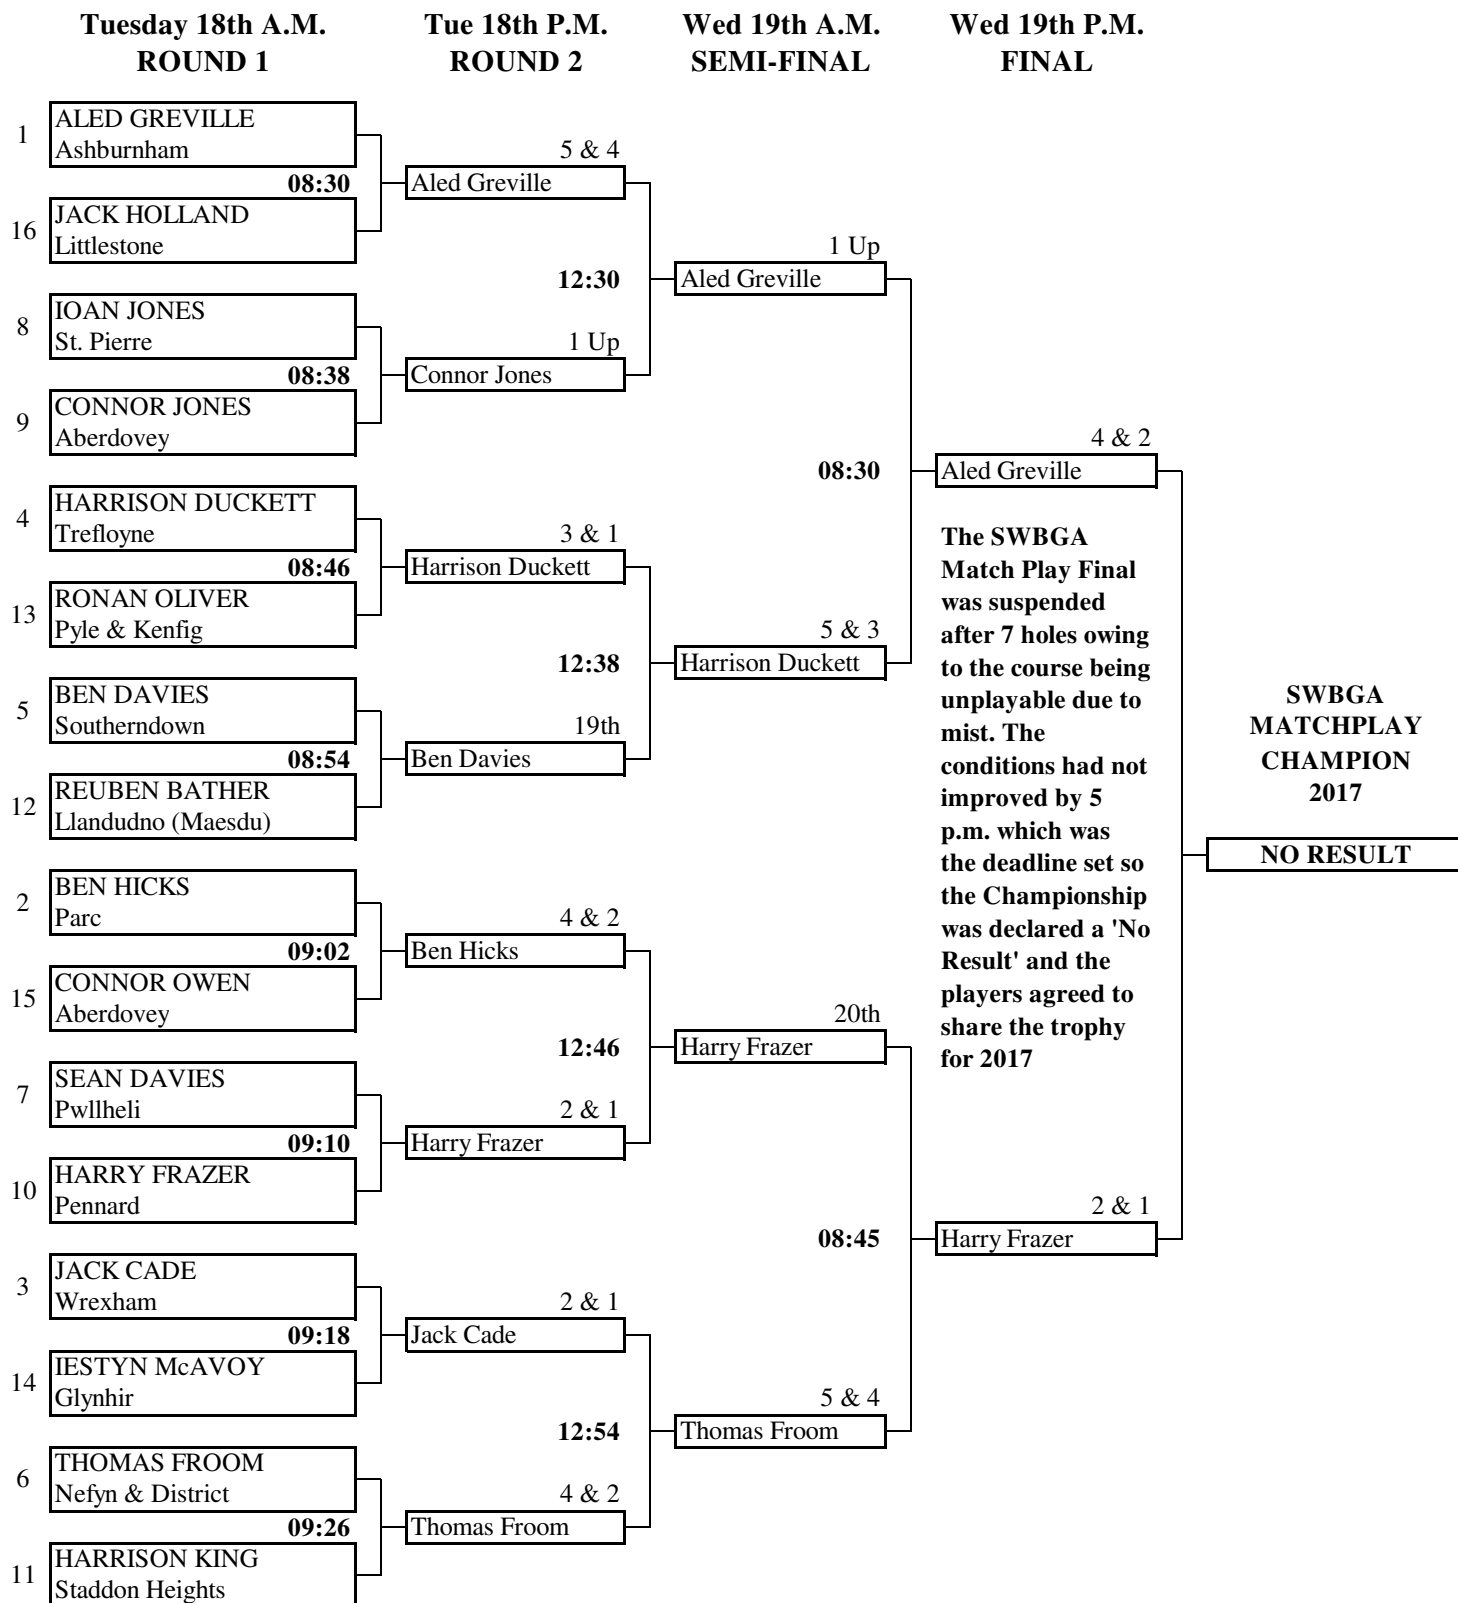 Tuesday 18th A.M.
ROUND 1
Tue 18th P.M.
ROUND 2
Wed 19th A.M.
SEMI-FINAL
Wed 19th P.M.
FINAL
1
ALED GREVILLE
Ashburnham
08:30
16
JACK HOLLAND
Littlestone
8
IOAN JONES
St. Pierre
08:38
9
CONNOR JONES
Aberdovey
4
HARRISON DUCKETT
Trefloyne
08:46
13
RONAN OLIVER
Pyle & Kenfig
5
BEN DAVIES
Southerndown
08:54
12
REUBEN BATHER
Llandudno (Maesdu)
2
BEN HICKS
Parc
09:02
15
CONNOR OWEN
Aberdovey
7
SEAN DAVIES
Pwllheli
09:10
10
HARRY FRAZER
Pennard
3
JACK CADE
Wrexham
09:18
14
IESTYN McAVOY
Glynhir
6
THOMAS FROOM
Nefyn & District
09:26
11
HARRISON KING
Staddon Heights
5 & 4
Aled Greville
12:30
1 Up
Connor Jones
3 & 1
Harrison Duckett
12:38
19th
Ben Davies
4 & 2
Ben Hicks
12:46
2 & 1
Harry Frazer
2 & 1
Jack Cade
12:54
4 & 2
Thomas Froom
1 Up
Aled Greville
08:30
5 & 3
Harrison Duckett
20th
Harry Frazer
08:45
5 & 4
Thomas Froom
4 & 2
Aled Greville
The SWBGA
Match Play Final
was suspended
after 7 holes owing
to the course being
unplayable due to
mist. The
conditions had not
improved by 5
p.m. which was
the deadline set so
the Championship
was declared a 'No
Result' and the
players agreed to
share the trophy
for 2017
2 & 1
Harry Frazer
SWBGA
MATCHPLAY
CHAMPION
2017
NO RESULT